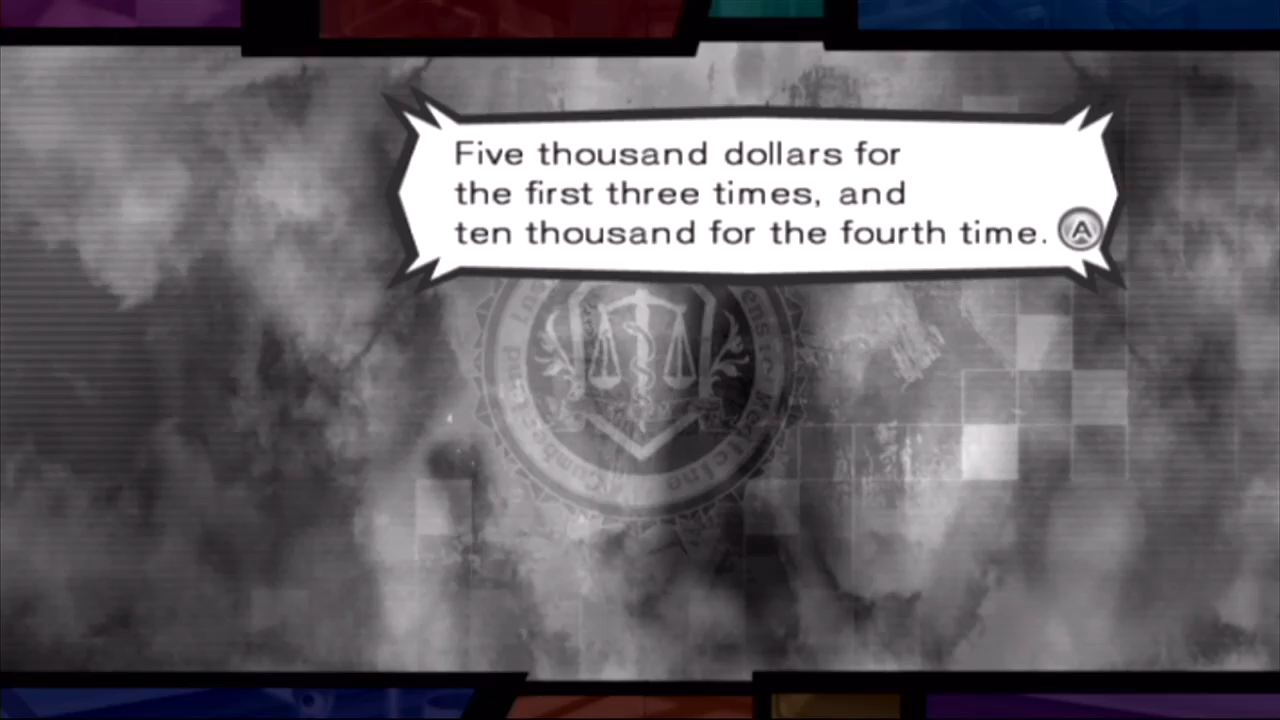 Five thousand dollars for
the first three times, and
ten thousand for the fourth time.
A